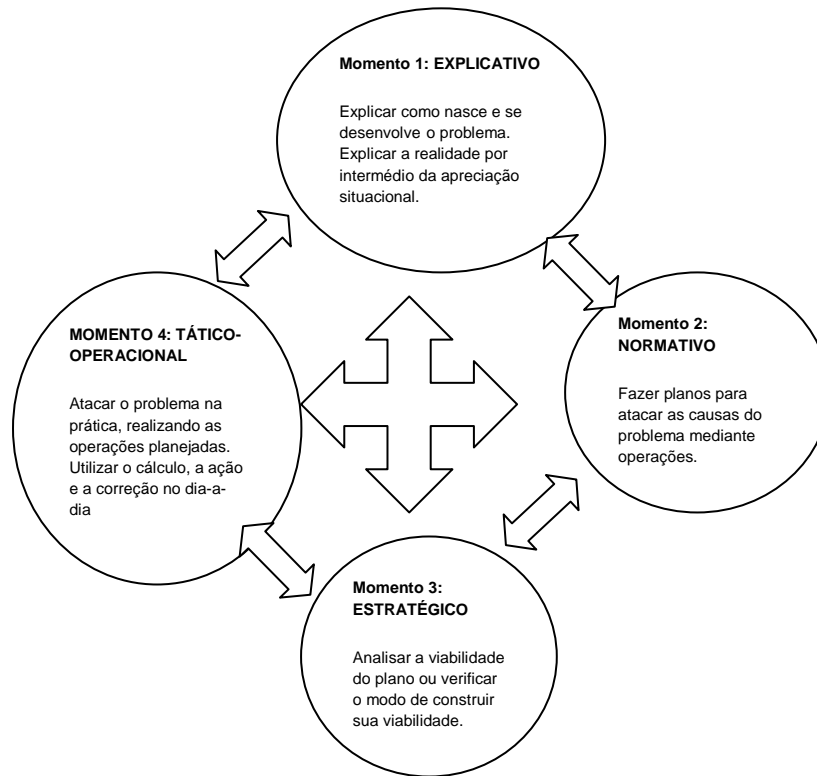 Momento 1: EXPLICATIVO
Explicar como nasce e se
desenvolve o problema.
Explicar a realidade por
intermédio da apreciação
situacional.
MOMENTO 4: TÁTICO-
OPERACIONAL
Atacar o problema na
prática, realizando as
operações planejadas.
Utilizar o cálculo, a ação
e a correção no dia-a-
dia
Momento 2:
NORMATIVO
Fazer planos para
atacar as causas do
problema mediante
operações.
Momento 3:
ESTRATÉGICO
Analisar a viabilidade
do plano ou verificar
o modo de construir
sua viabilidade.